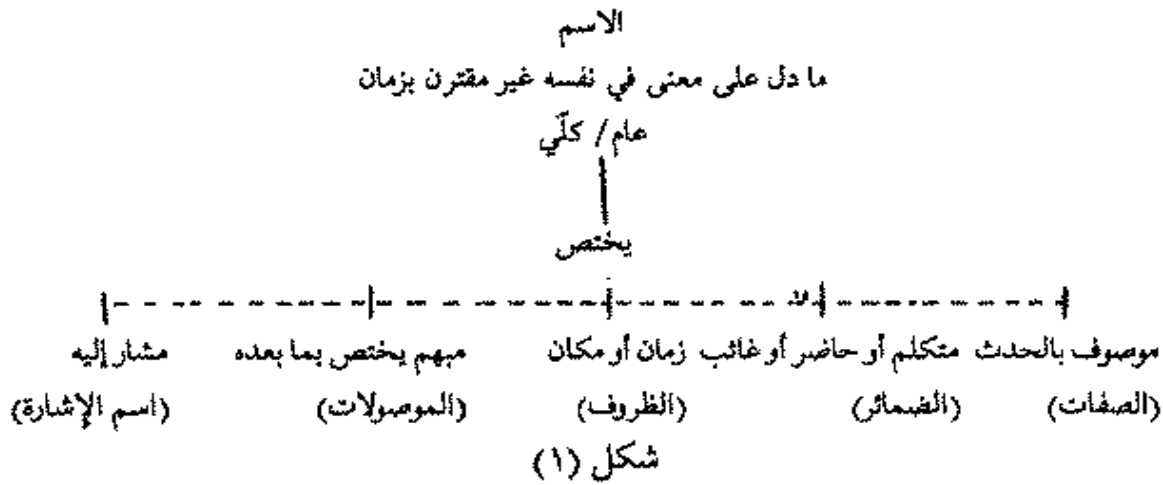 الاسم
ما دل على معنى في نفسه غير مقترن بزمان
عام/ كلّي
يختص
موصوف بالحدث متكلم أو حاضر أو غائب زمان أو مكان مبهم يختص بما بعده مشار إليه
(الصفات) (الضمائر) (الظروف) (الموصولات) (اسم الإشارة)
شكل (١)